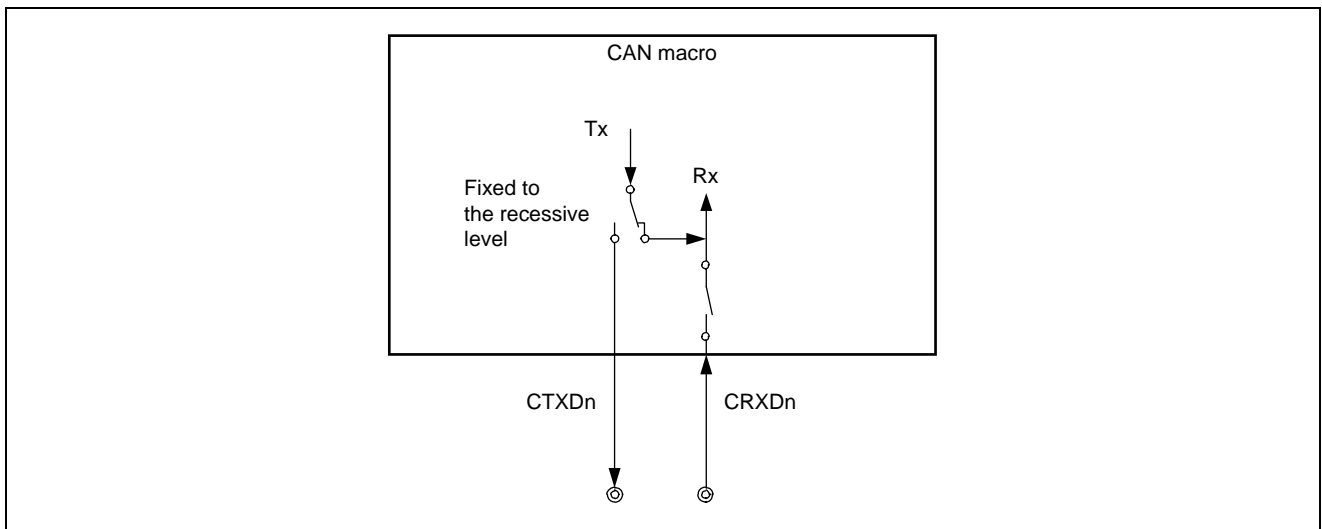 CAN macro
Tx
Rx
Fixed to
the recessive
level
CTXDn
CRXDn